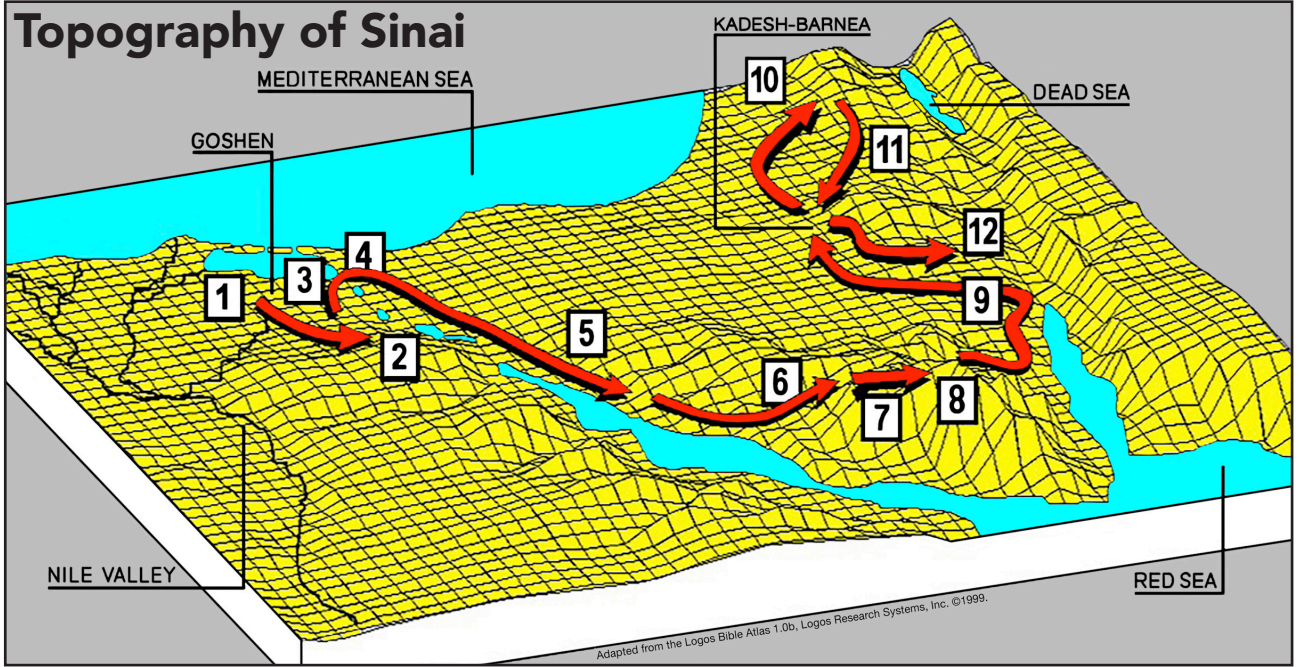 Topography of Sinai
KADESH-BARNEA
MEDITERRANEAN SEA
10
DEAD SEA
GOSHEN
11
12
4
3
1
9
5
2
6
8
7
NILE VALLEY
RED SEA
Adapted from the Logos Bible Atlas 1.0b, Logos Research Systems, Inc. ©1999.